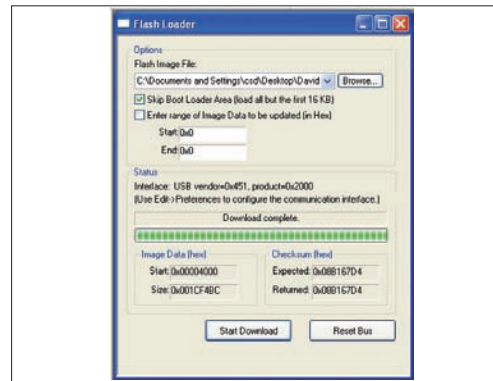 Flash Loader
Options
Flash Image File:
C:\Documents and Settings\csd\Desktop\David
Browse...
Skip Boot Loader Area (load all but the first 16 KB)
Enter range of Image Data to be updated (in Hex)
Start: 0x0
End: 0x0
Status
Interface: USB vendor=0x451, product=0x2000
(Use Edit->Preferences to configure the communication interface.)
Download complete.
Image Data (hex)
Start: 0x00004000
Size: 0x001CF4BC
Checksum (hex)
Expected: 0x08B167D4
Returned: 0x08B167D4
Start Download
Reset Bus